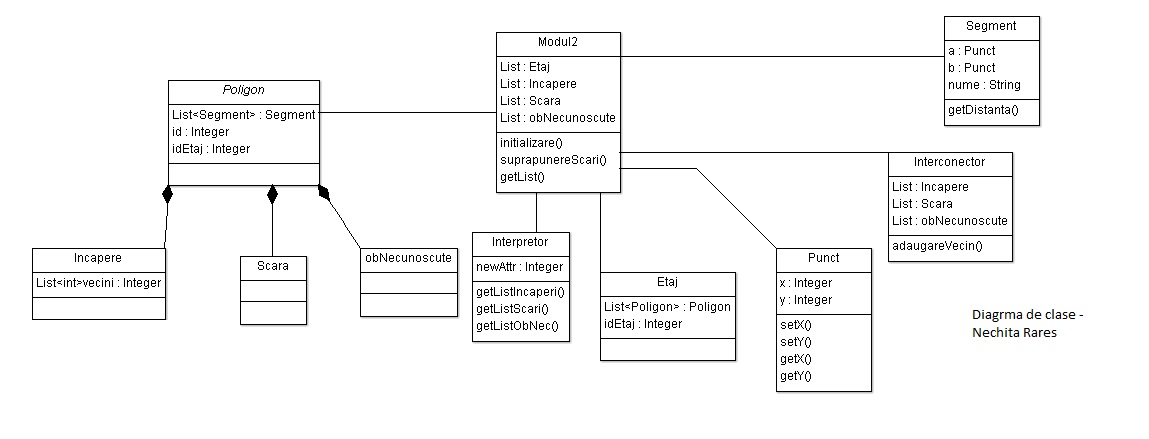 Poligon
List<Segment> : Segment
id : Integer
idEtaj : Integer
Modul2
List : Etaj
List : Incapere
List : Scara
List : obNecunoscute
initializare()
suprapunereScari()
getList()
Segment
a : Punct
b : Punct
nume : String
getDistanta()
Interconector
List : Incapere
List : Scara
List : obNecunoscute
adaugareVecin()
Incapere
List<int>vecini : Integer
Scara
obNecunoscute
Interpretor
newAttr : Integer
getListIncaperi()
getListScari()
getListObNec()
Etaj
List<Poligon> : Poligon
idEtaj : Integer
Punct
x : Integer
y : Integer
setX()
setY()
getX()
getY()
Diagrma de clase -
Nechita Rares